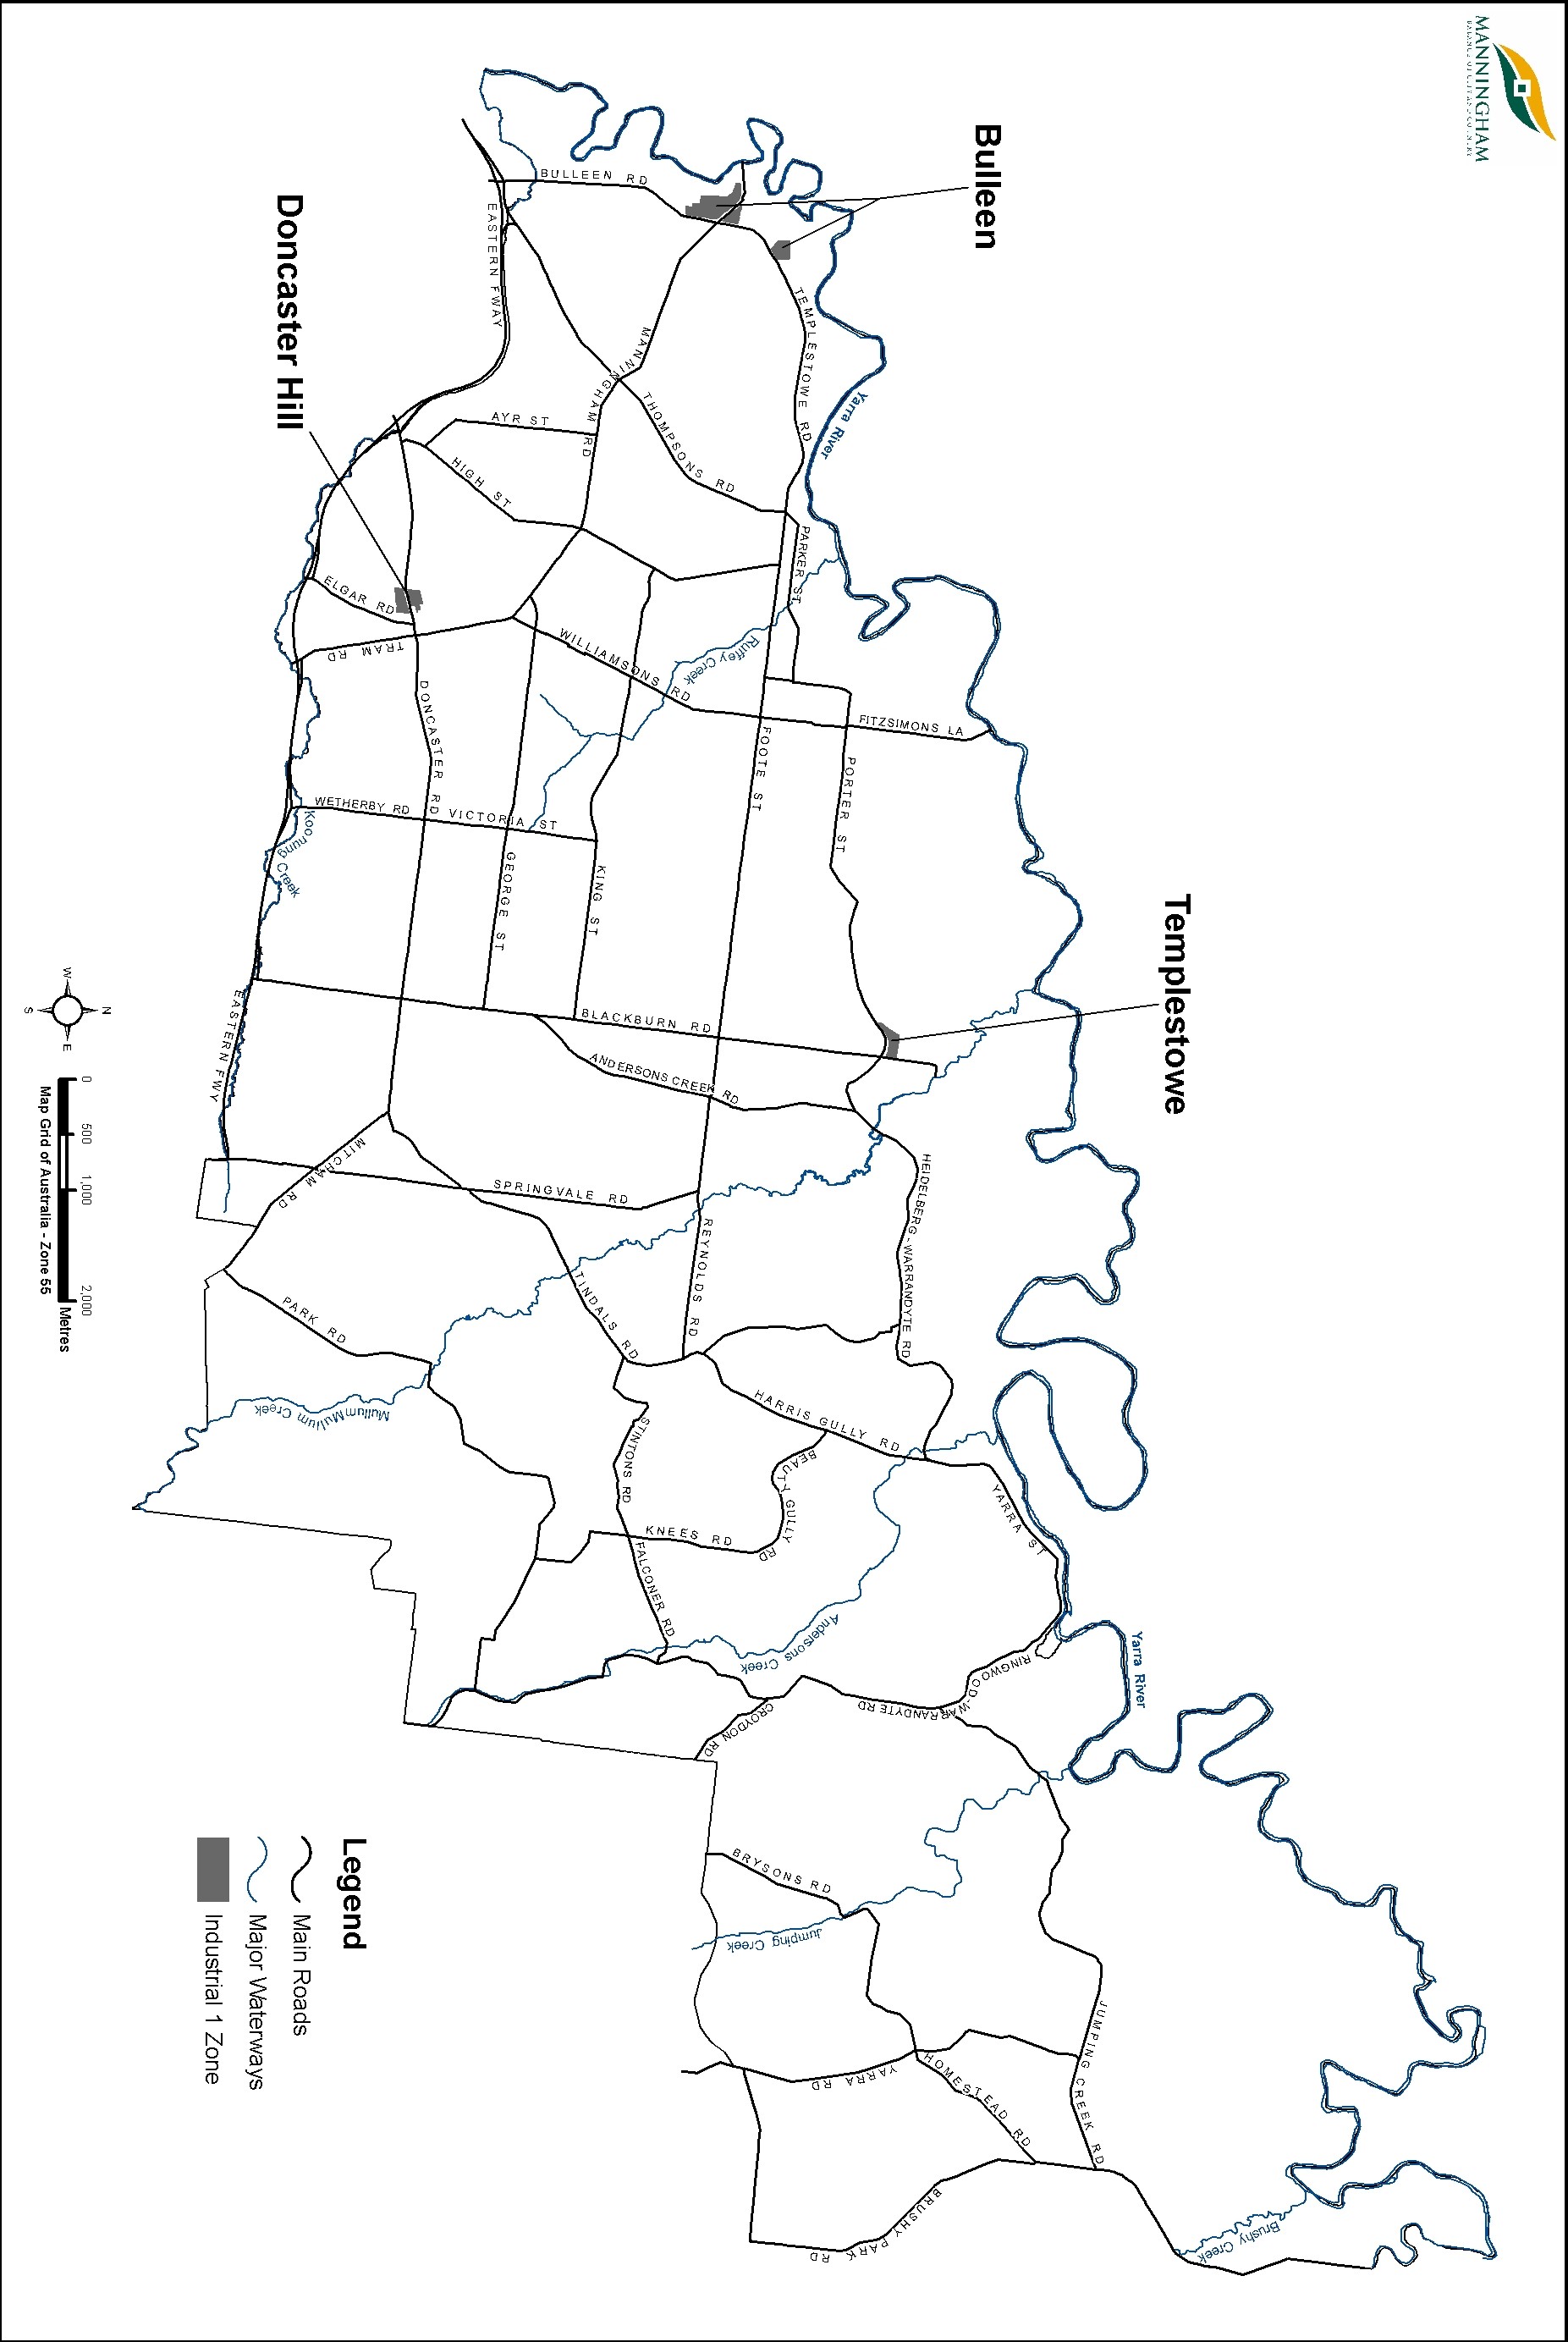 MANNINGHAM
BALANCE OF CITY AND COUNTRY
Bulleen
Templestowe
Doncaster Hill
BULLEEN RD
EASTERN FWAY
TEMPLESTOWE RD
Yarra River
MANNINGHAM RD
THOMPSONS RD
AYR ST
HIGH ST
PARKER ST
ELGAR RD
TRAM RD
WILLIAMSONS RD
Ruffey Creek
DONCASTER RD
FITZSIMONS LA
FOOTE ST
PORTER ST
WETHERBY RD
VICTORIA ST
Koonung Creek
GEORGE ST
KING ST
BLACKBURN RD
ANDERSONS CREEK RD
EASTERN FWY
MITCHAM RD
SPRINGVALE RD
HEIDELBERG-WARRANDYTE RD
REYNOLDS RD
TINDALS RD
PARK RD
MullumMullum Creek
HARRIS GULLY RD
STINTONS RD
BEAUTY GULLY RD
KNEES RD
FALCONER RD
YARRA ST
Andersons Creek
RINGWOOD-WARRANDYTE RD
Yarra River
CROYDON RD
BRYSONS RD
Jumping Creek
JUMPING CREEK RD
YARRA RD
HOMESTEAD RD
BRUSHY PARK RD
Brushy Creek
N
W
E
S
0 500 1,000 2,000
Metres
Map Grid of Australia - Zone 55
Legend
Main Roads
Major Waterways
Industrial 1 Zone